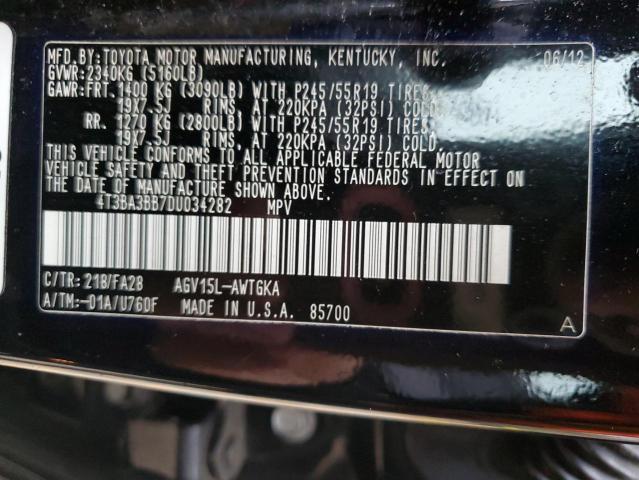 MFD.BY:TOYOTA MOTOR MANUFACTURING, KENTUCKY, INC. 06/12
GVWR:2340KG (5160LB)
GAWR:FRT. 1400 KG (3090LB) WITH P245/55R19 TIRES,
19X7.5J RIMS, AT 220KPA (32PSI) COLD.
RR. 1270 KG (2800LB) WITH P245/55R19 TIRES,
19X7.5J RIMS, AT 220KPA (32PSI) COLD.
THIS VEHICLE CONFORMS TO ALL APPLICABLE FEDERAL MOTOR
VEHICLE SAFETY AND THEFT PREVENTION STANDARDS IN EFFECT ON THE
DATE OF MANUFACTURE SHOWN ABOVE.
4T3BA3BB7DU034282 MPV
C/TR:218/FA28 AGV15L-AWTGKA
A/TM:-01A/U760F MADE IN U.S.A. 85700
A